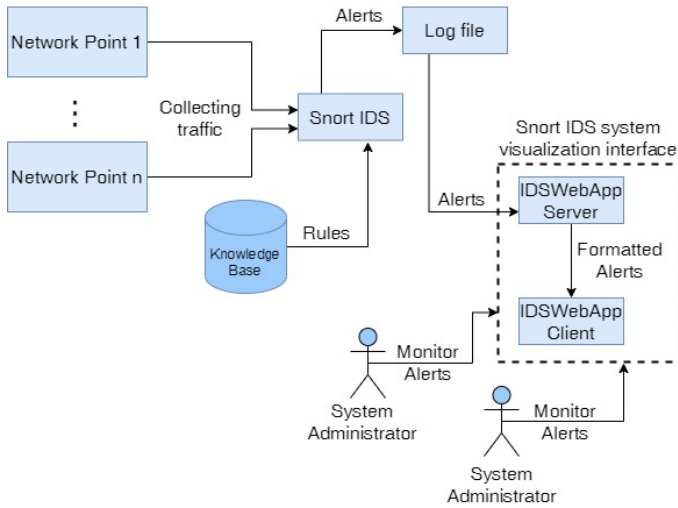 Network Point 1
Alerts
Log file
Collecting
traffic
Snort IDS
Network Point n
Snort IDS system
visualization interface
Knowledge
Base
Rules
Alerts
IDSWebApp
Server
Formatted
Alerts
IDSWebApp
Client
Monitor
Alerts
System
Administrator
Monitor
Alerts
System
Administrator